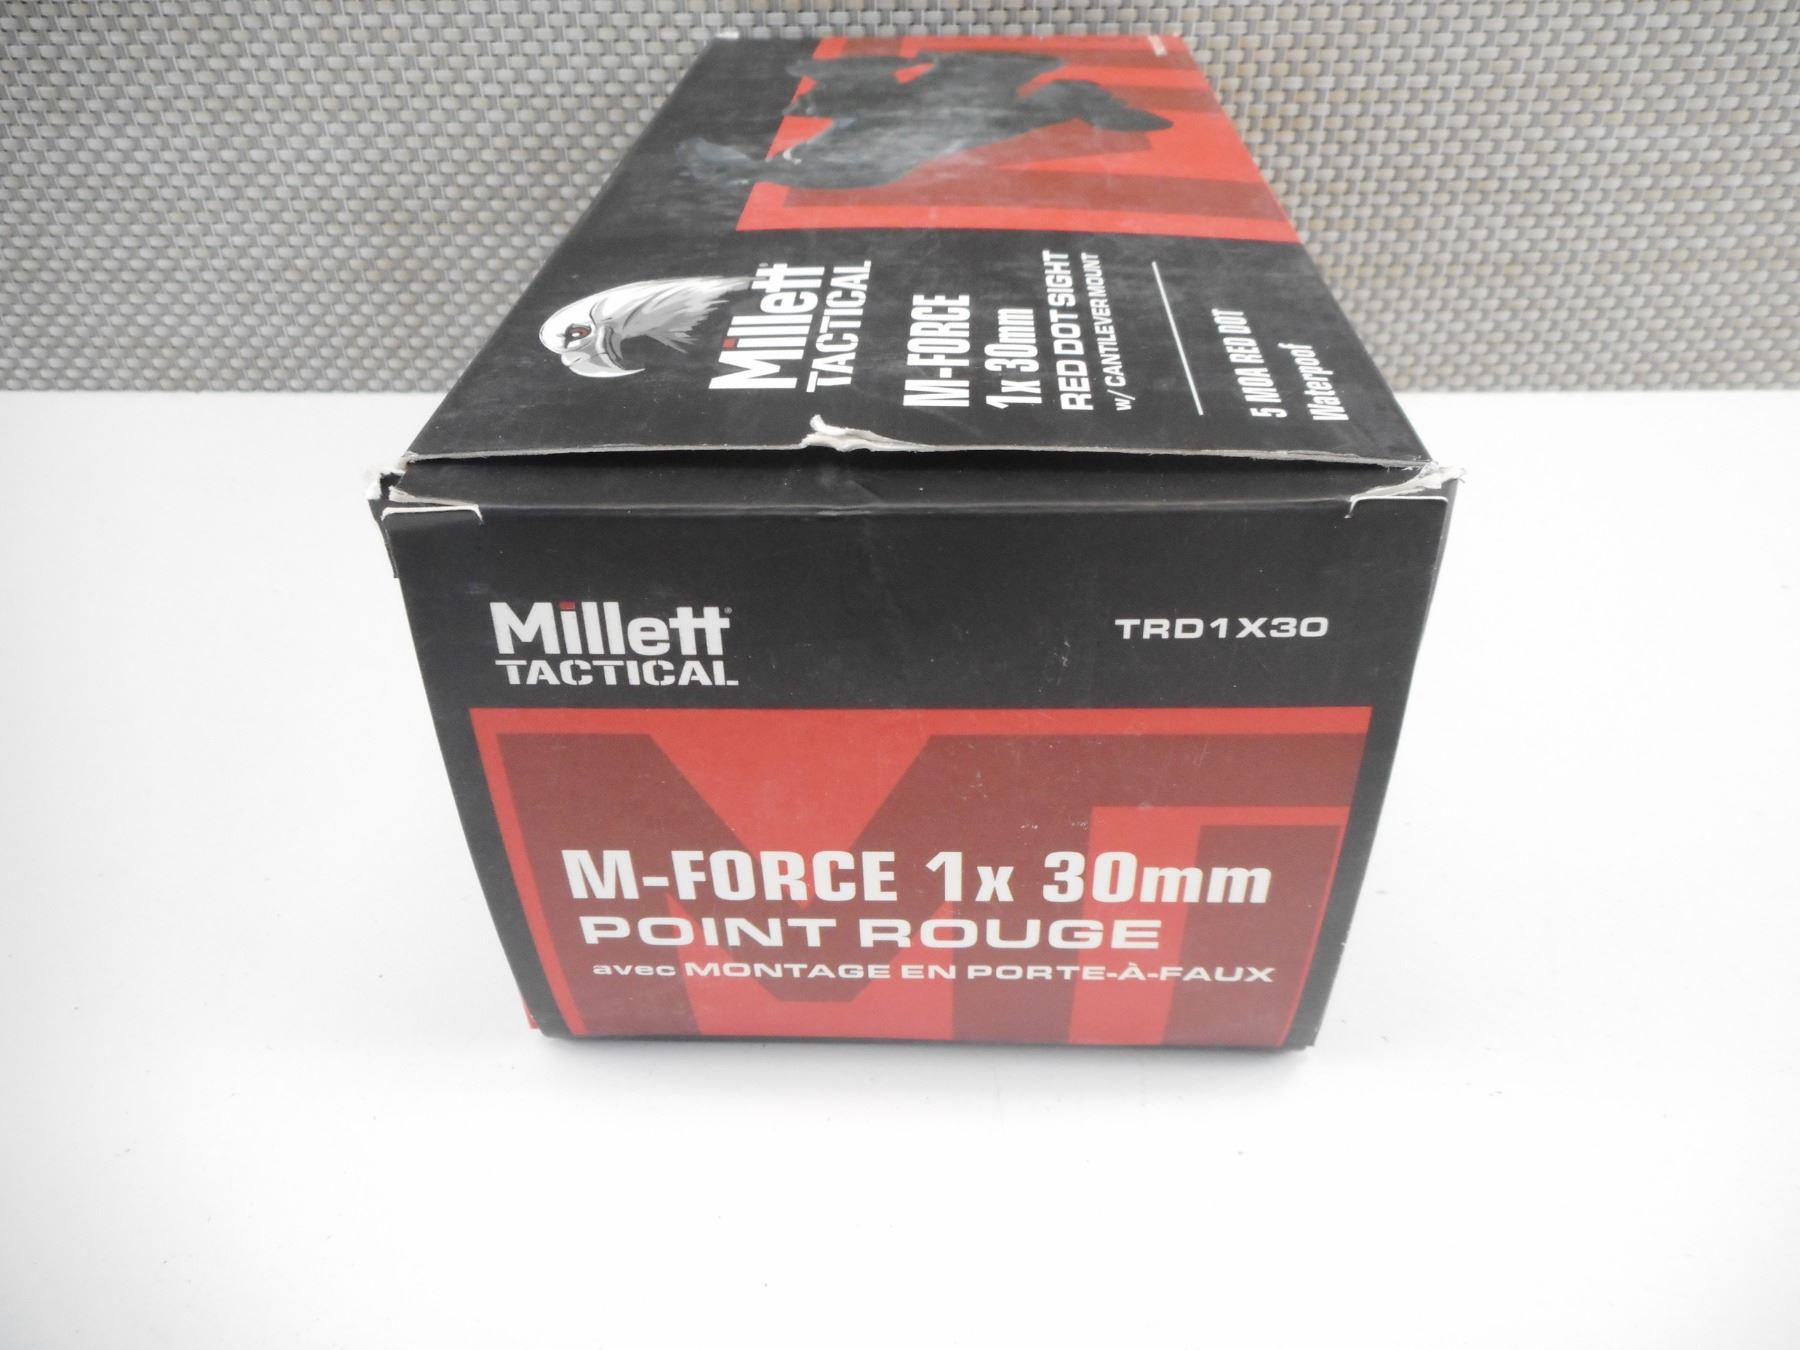 Millett
TACTICAL
M-FORCE
1x 30mm
RED DOT SIGHT
w/ CANTILEVER MOUNT
5 MOA RED DOT
Waterproof
Millett®
TACTICAL
TRD1X30
M-FORCE 1x 30mm
POINT ROUGE
avec MONTAGE EN PORTE-À-FAUX